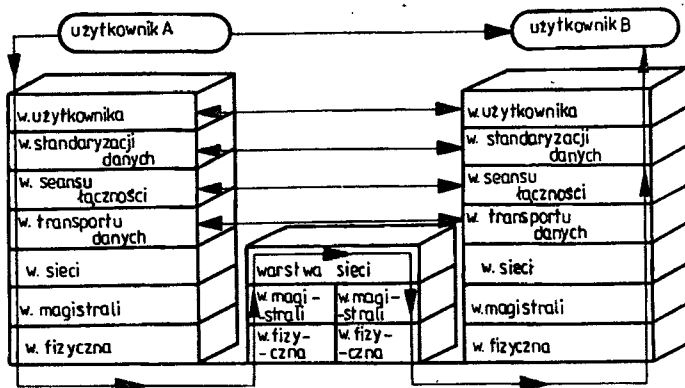 użytkownik A
użytkownik B
w. użytkownika
w. standaryzacji
danych
w. seansu
łączności
w. transportu
danych
w. sieci
w. magistrali
w. fizyczna
warstwa sieci
w. magi-
-strali
w. magi-
-strali
w. fizy-
-czna
w. fizy-
-czna
w. użytkownika
w. standaryzacji
danych
w. seansu
łączności
w. transportu
danych
w. sieci
w. magistrali
w. fizyczna